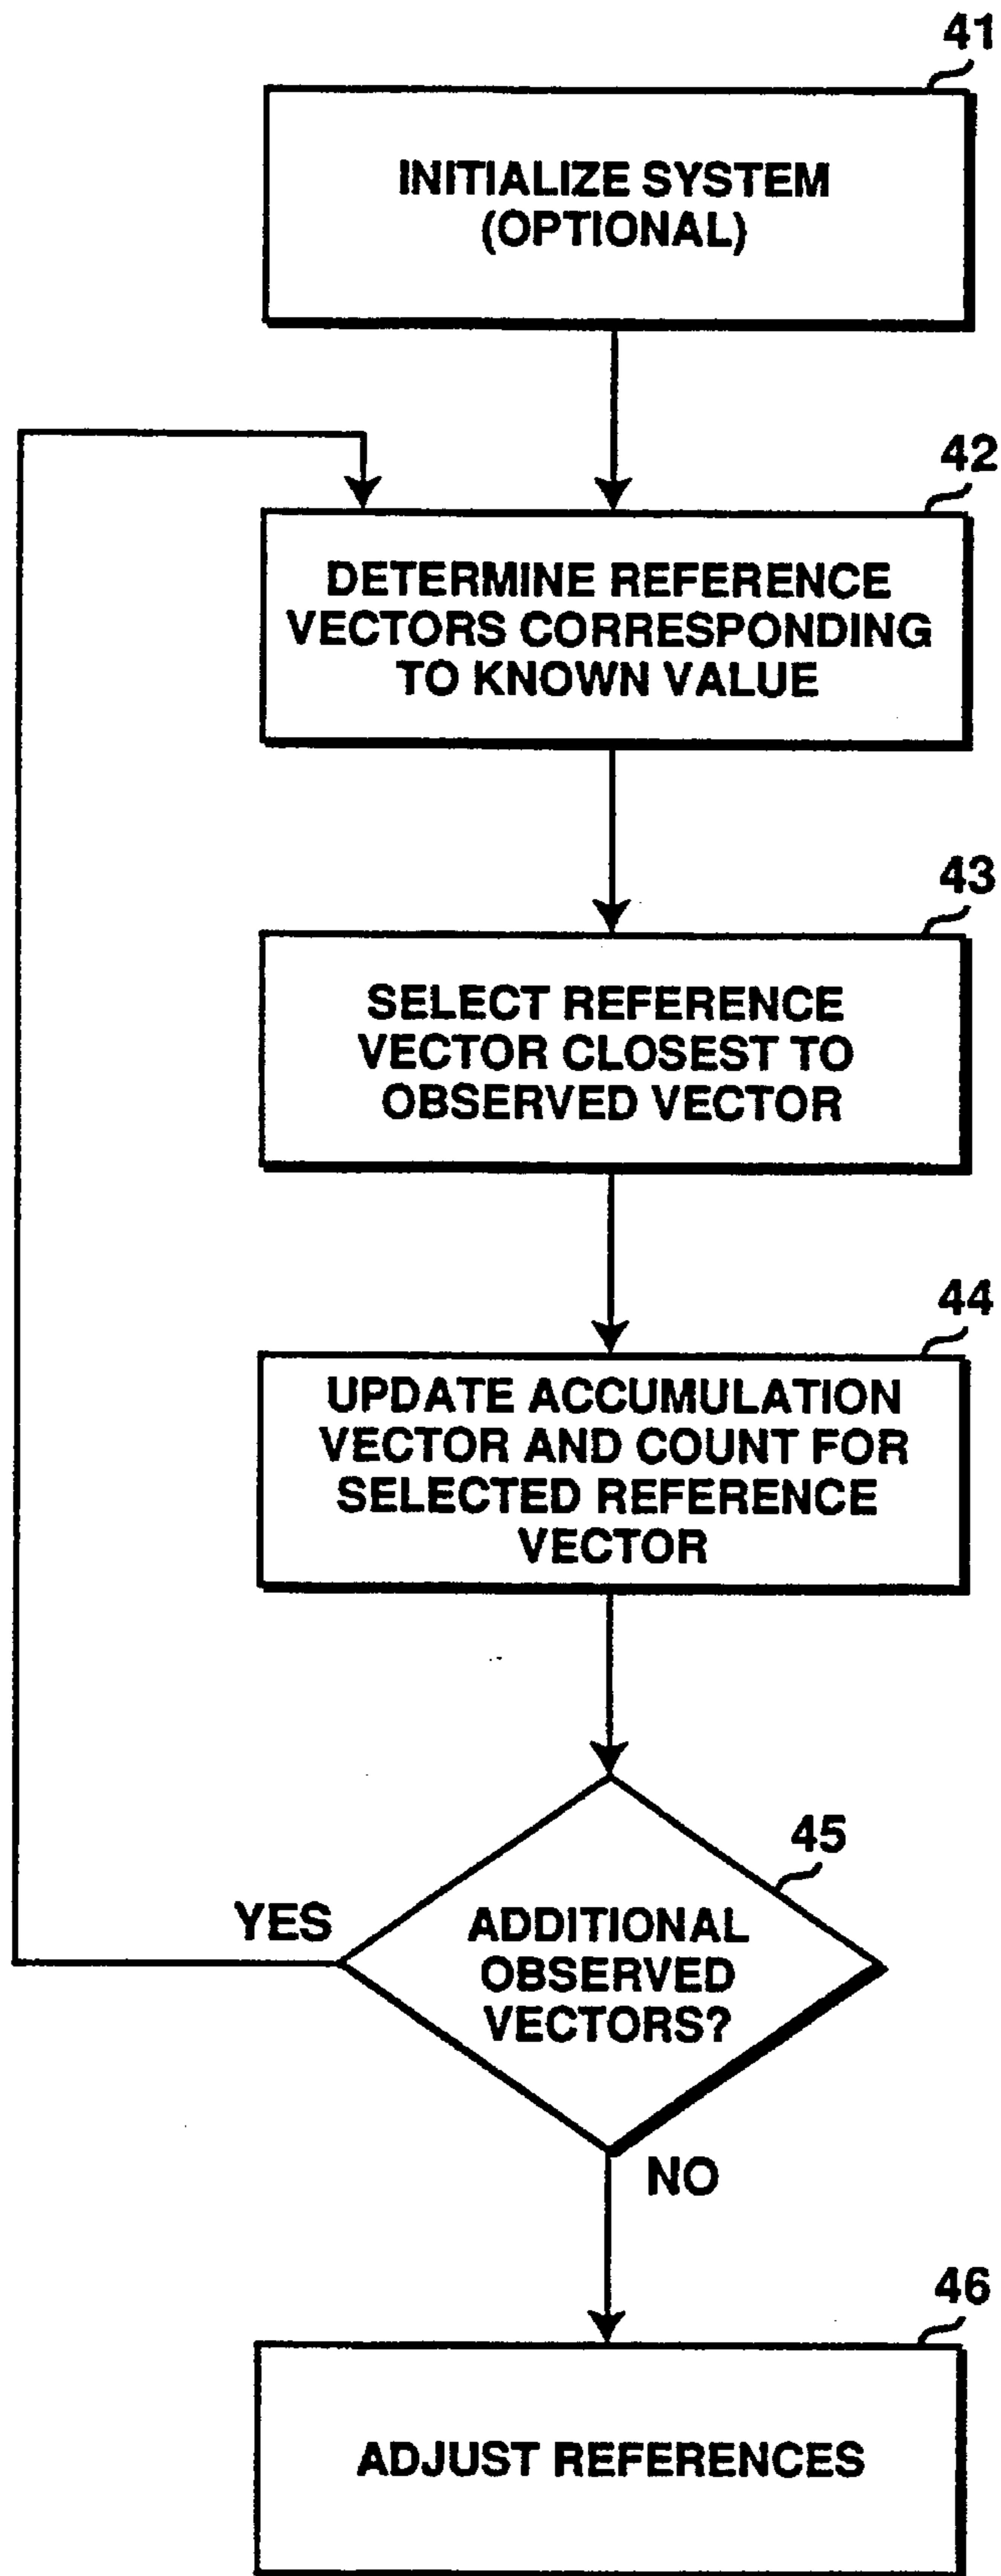 41
INITIALIZE SYSTEM
(OPTIONAL)
42
DETERMINE REFERENCE
VECTORS CORRESPONDING
TO KNOWN VALUE
43
SELECT REFERENCE
VECTOR CLOSEST TO
OBSERVED VECTOR
44
UPDATE ACCUMULATION
VECTOR AND COUNT FOR
SELECTED REFERENCE
VECTOR
45
YES
ADDITIONAL
OBSERVED
VECTORS?
NO
46
ADJUST REFERENCES